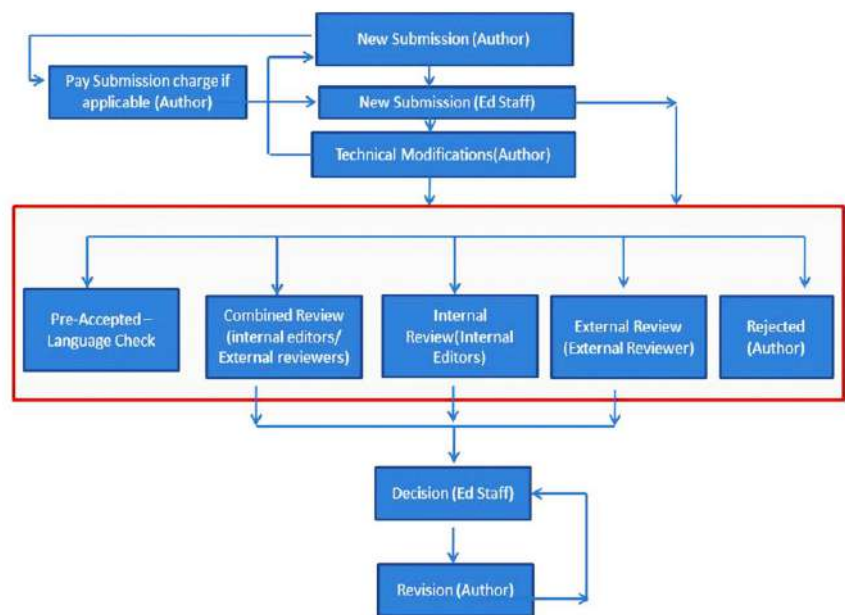 New Submission (Author)
Pay Submission charge if
applicable (Author)
New Submission (Ed Staff)
Technical Modifications(Author)
Pre-Accepted –
Language Check
Combined Review
(internal editors/
External reviewers)
Internal
Review(Internal
Editors)
External Review
(External Reviewer)
Rejected
(Author)
Decision (Ed Staff)
Revision (Author)